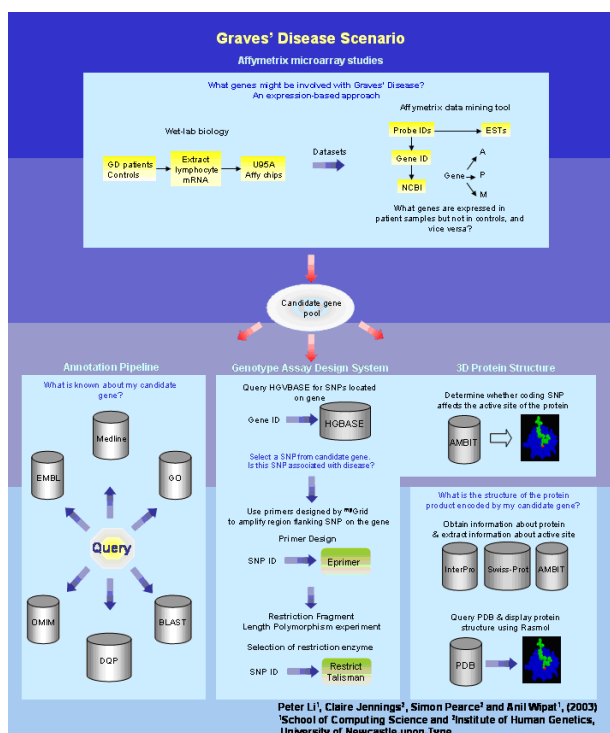 Graves' Disease Scenario
Affymetrix microarray studies
What genes might be involved with Graves' Disease?
An expression-based approach
Wet-lab biology
GD patients
Controls
Extract
lymphocyte
mRNA
U95A
Affy chips
Datasets
Affymetrix data mining tool
Probe IDs
ESTs
Gene ID
NCBI
Gene
A
P
M
What genes are expressed in
patient samples but not in controls, and
vice versa?
Candidate gene
pool
Annotation Pipeline
What is known about my candidate
gene?
Medline
EMBL
GO
Query
OMIM
BLAST
DQP
Genotype Assay Design System
Query HGVBASE for SNPs located
on gene
Gene ID
HGBASE
Select a SNP from candidate gene.
Is this SNP associated with disease?
Use primers designed by myGrid
to amplify region flanking SNP on the gene
Primer Design
SNP ID
Eprimer
Restriction Fragment
Length Polymorphism experiment
Selection of restriction enzyme
SNP ID
Restrict
Talisman
3D Protein Structure
Determine whether coding SNP
affects the active site of the protein
AMBIT
What is the structure of the protein
product encoded by my candidate gene?
Obtain information about protein
& extract information about active site
InterPro
Swiss-Prot
AMBIT
Query PDB & display protein
structure using Rasmol
PDB
Peter Li¹, Claire Jennings², Simon Pearce² and Anil Wipat¹, (2003)
¹School of Computing Science and ²Institute of Human Genetics,
University of Newcastle upon Tyne